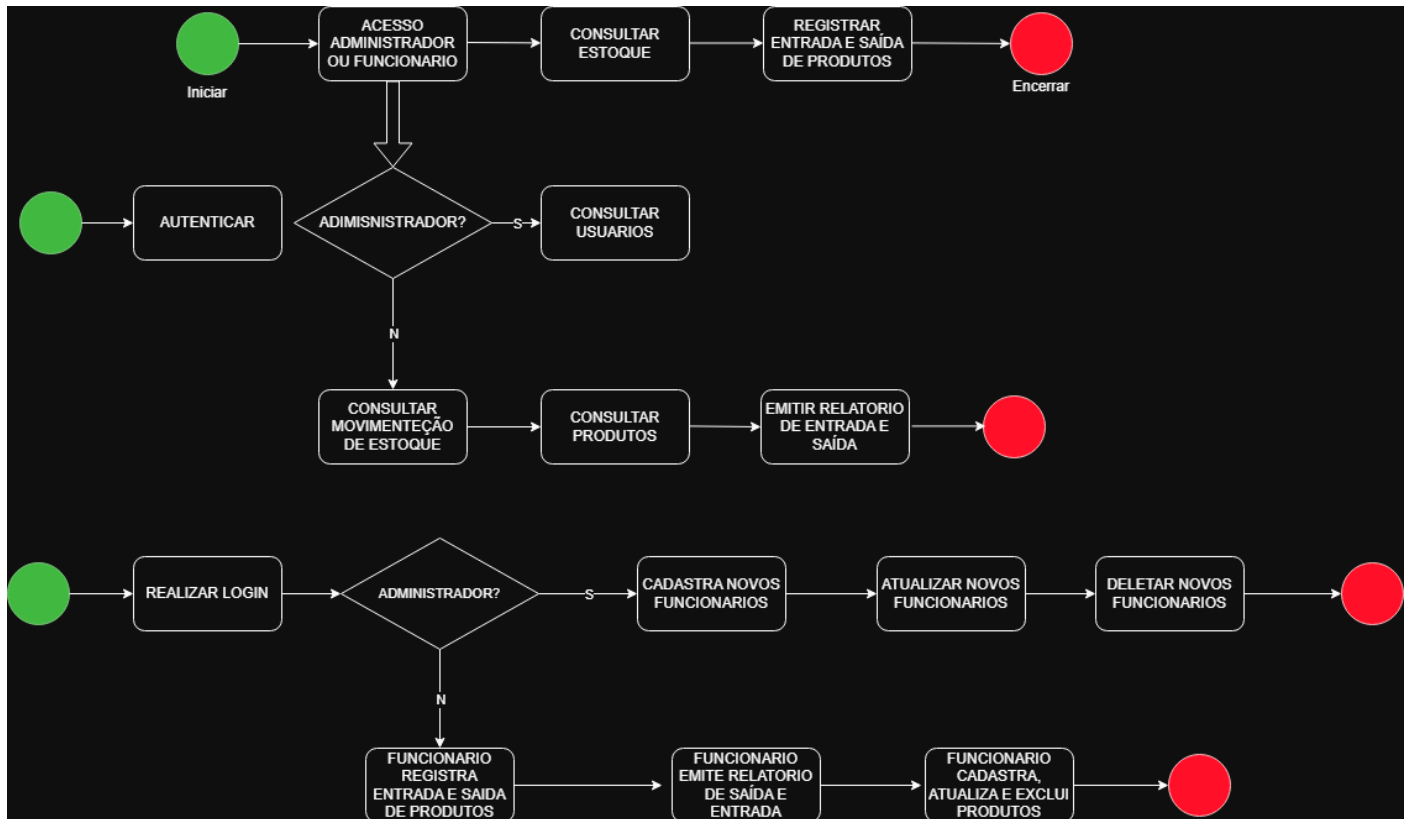 ACESSO
ADMINISTRADOR
OU FUNCIONARIO
CONSULTAR
ESTOQUE
REGISTRAR
ENTRADA E SAÍDA
DE PRODUTOS
Iniciar
Encerrar
AUTENTICAR
ADIMISNISTRADOR?
S
CONSULTAR
USUARIOS
N
CONSULTAR
MOVIMENTEÇÃO
DE ESTOQUE
CONSULTAR
PRODUTOS
EMITIR RELATORIO
DE ENTRADA E
SAÍDA
REALIZAR LOGIN
ADMINISTRADOR?
S
CADASTRA NOVOS
FUNCIONARIOS
ATUALIZAR NOVOS
FUNCIONARIOS
DELETAR NOVOS
FUNCIONARIOS
N
FUNCIONARIO
REGISTRA
ENTRADA E SAIDA
DE PRODUTOS
FUNCIONARIO
EMITE RELATORIO
DE SAÍDA E
ENTRADA
FUNCIONARIO
CADASTRA,
ATUALIZA E EXCLUI
PRODUTOS